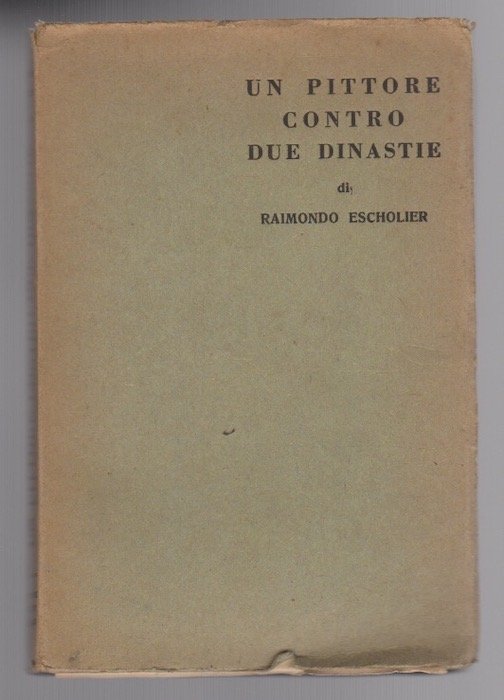 UN PITTORE
CONTRO
DUE DINASTIE
di
RAIMONDO ESCHOLIER